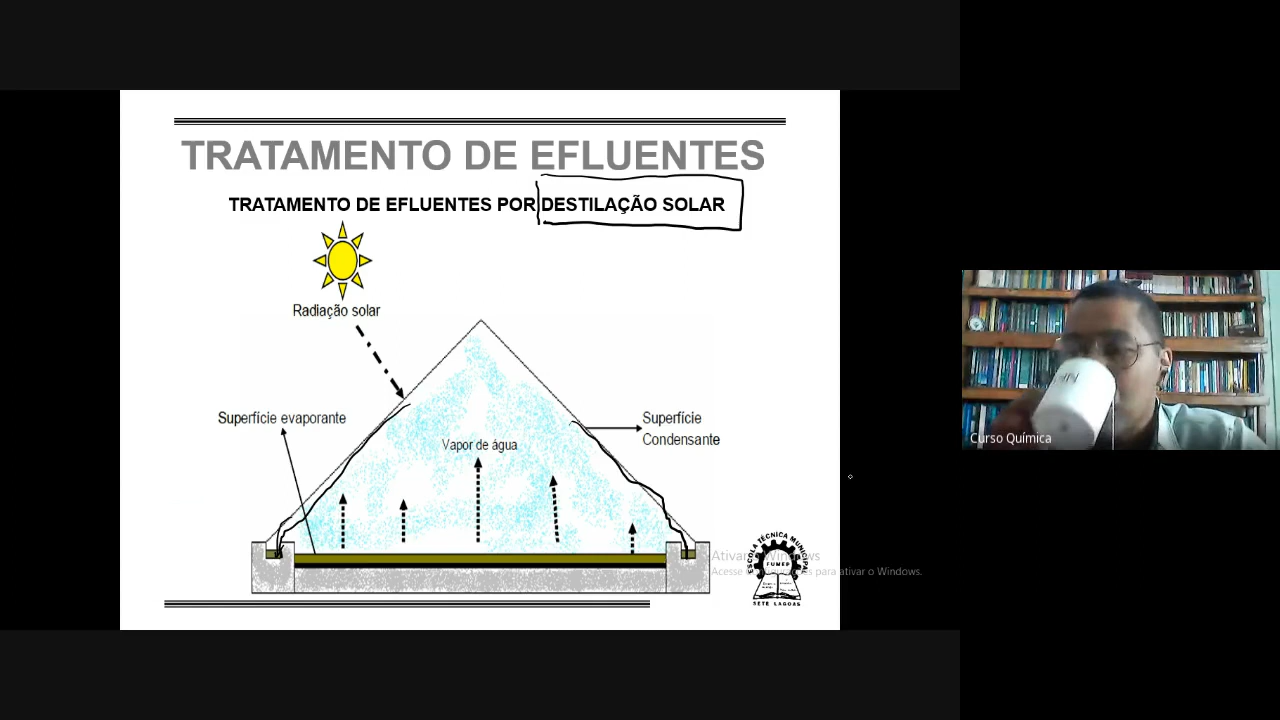 TRATAMENTO DE EFLUENTES
TRATAMENTO DE EFLUENTES POR DESTILAÇÃO SOLAR
Radiação solar
Superfície evaporante
Superfície
Condensante
Vapor de água
Curso Química
ESCOLA TÉCNICA MUNICIPAL
FUMEP
SETE LAGOAS